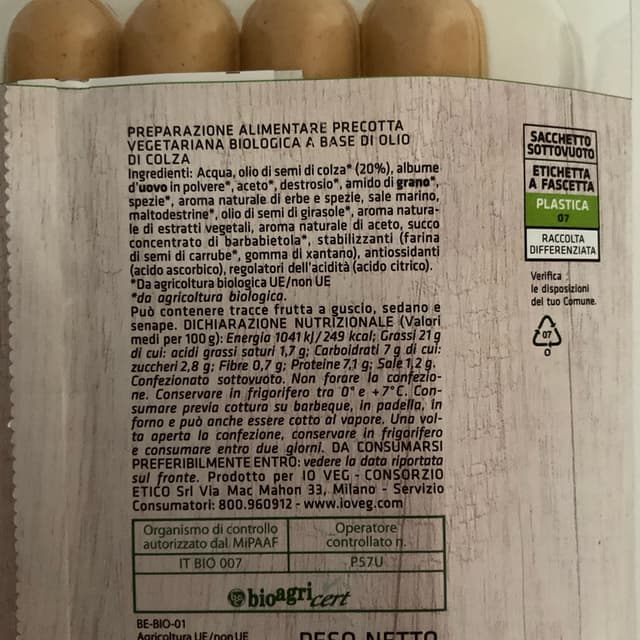 PREPARAZIONE ALIMENTARE PRECOTTA
VEGETARIANA BIOLOGICA A BASE DI OLIO
DI COLZA
Ingredienti: Acqua, olio di semi di colza* (20%), albume
d'uovo in polvere*, aceto*, destrosio*, amido di grano*,
spezie*, aroma naturale di erbe e spezie, sale marino,
maltodestrine*, olio di semi di girasole*, aroma natura-
le di estratti vegetali, aroma naturale di aceto, succo
concentrato di barbabietola*, stabilizzanti (farina
di semi di carrube*, gomma di xantano), antiossidanti
(acido ascorbico), regolatori dell'acidità (acido citrico).
*Da agricoltura biologica UE/non UE
*da agricoltura biologica.
Può contenere tracce frutta a guscio, sedano e
senape. DICHIARAZIONE NUTRIZIONALE (Valori
medi per 100 g): Energia 1041 kJ/249 kcal; Grassi 21 g
di cui: acidi grassi saturi 1,7 g; Carboidrati 7 g di cui:
zuccheri 2,8 g; Fibre 0,7 g; Proteine 7,1 g; Sale 1,2 g.
Confezionato sottovuoto. Non forare la confezio-
ne. Conservare in frigorifero tra 0° e +7°C. Con-
sumare previa cottura su barbeque, in padella, in
forno e può anche essere cotto al vapore. Una vol-
ta aperta la confezione, conservare in frigorifero
e consumare entro due giorni. DA CONSUMARSI
PREFERIBILMENTE ENTRO: vedere la data riportata
sul fronte. Prodotto per IO VEG - CONSORZIO
ETICO Srl Via Mac Mahon 33, Milano - Servizio
Consumatori: 800.960912 - www.ioveg.com
Organismo di controllo
autorizzato dal MiPAAF
Operatore
controllato n.
IT BIO 007
P57U
bioagricert
BE-BIO-01
Agricoltura UE/non UE
PESO NETTO
SACCHETTO
SOTTOVUOTO
ETICHETTA
A FASCETTA
PLASTICA
07
RACCOLTA
DIFFERENZIATA
Verifica
le disposizioni
del tuo Comune.
07
O